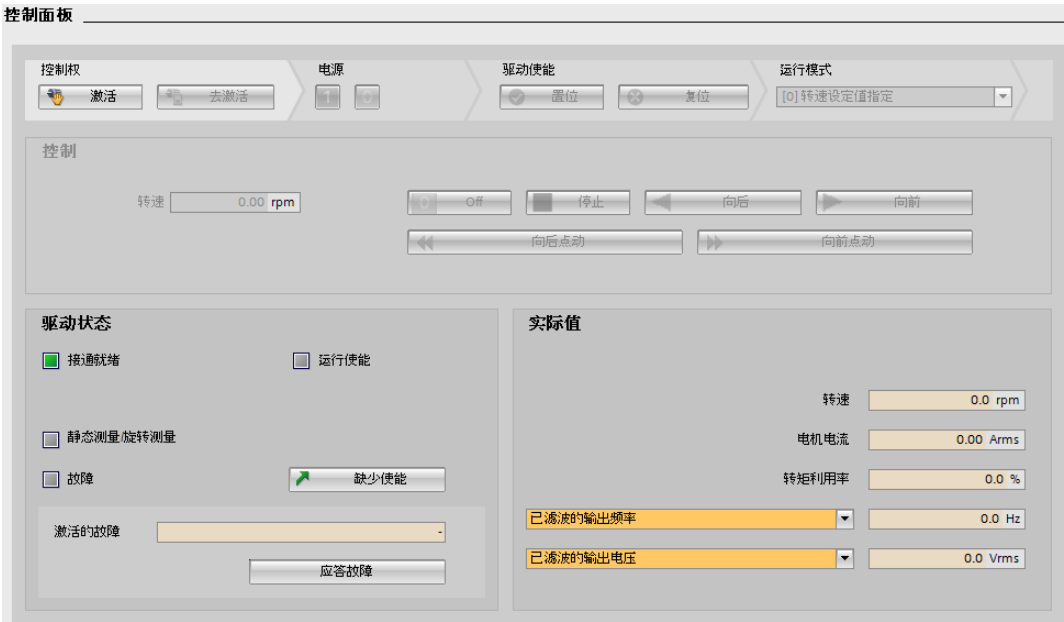 控制面板
控制权 电源 驱动使能 运行模式
激活 去激活 1 0 置位 复位 [0] 转速设定值指定
控制
转速 0.00 rpm 0 Off 停止 向后 向前
向后点动 向前点动
驱动状态 实际值
接通就绪 运行使能
转速 0.0 rpm
静态测量/旋转测量 电机电流 0.00 Arms
故障 缺少使能 转矩利用率 0.0 %
已滤波的输出频率 0.0 Hz
激活的故障 -
已滤波的输出电压 0.0 Vrms
应答故障